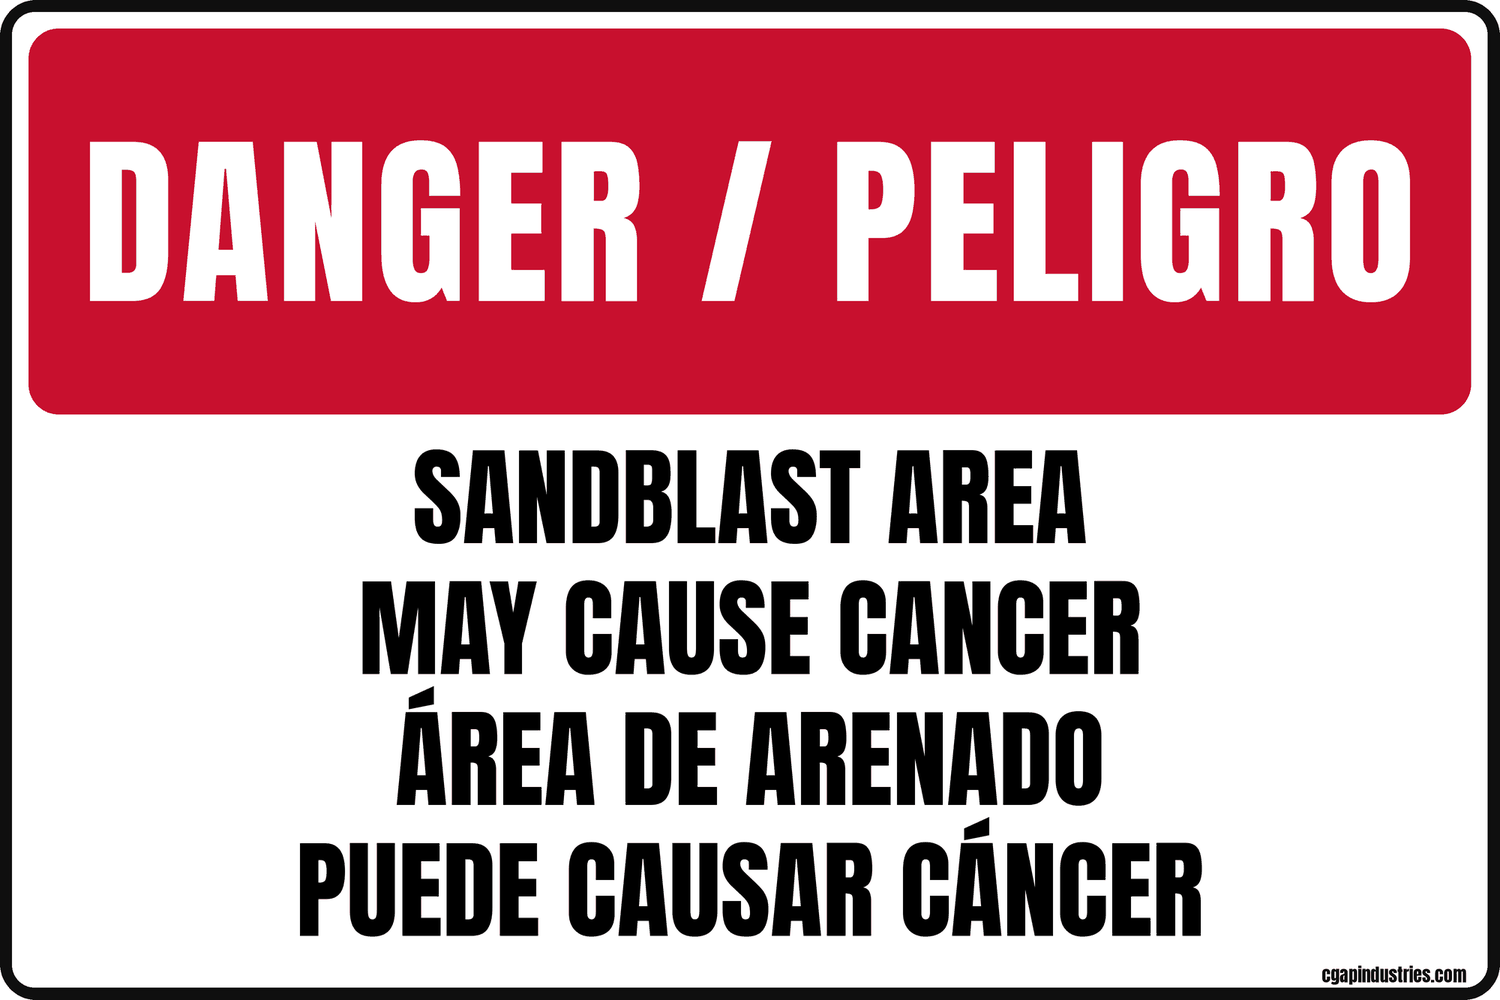 DANGER / PELIGRO
SANDBLAST AREA
MAY CAUSE CANCER
ÁREA DE ARENADO
PUEDE CAUSAR CÁNCER
cgapindustries.com